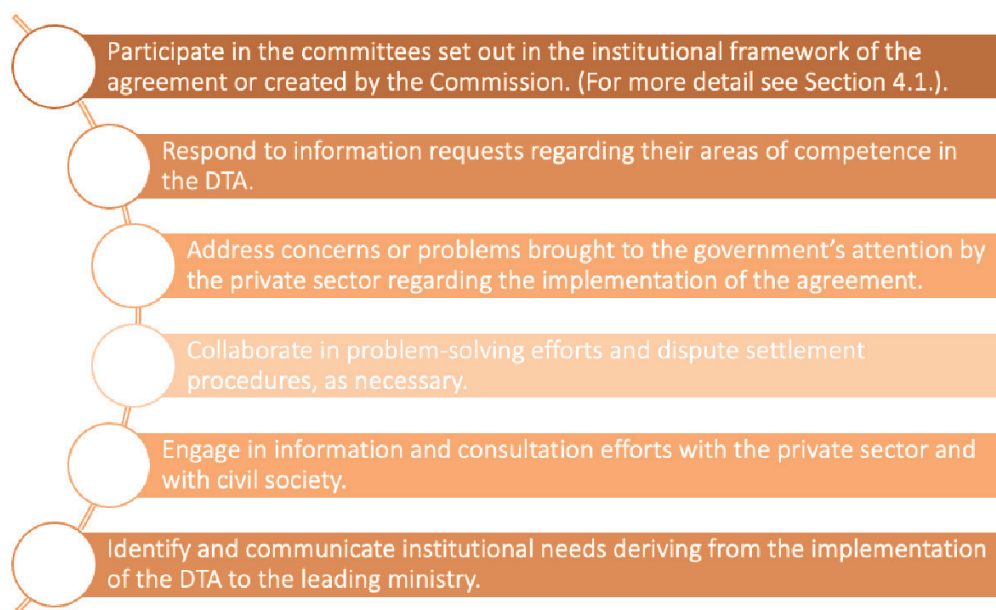 Participate in the committees set out in the institutional framework of the
agreement or created by the Commission. (For more detail see Section 4.1.).
Respond to information requests regarding their areas of competence in
the DTA.
Address concerns or problems brought to the government’s attention by
the private sector regarding the implementation of the agreement.
Collaborate in problem-solving efforts and dispute settlement
procedures, as necessary.
Engage in information and consultation efforts with the private sector and
with civil society.
Identify and communicate institutional needs deriving from the implementation
of the DTA to the leading ministry.